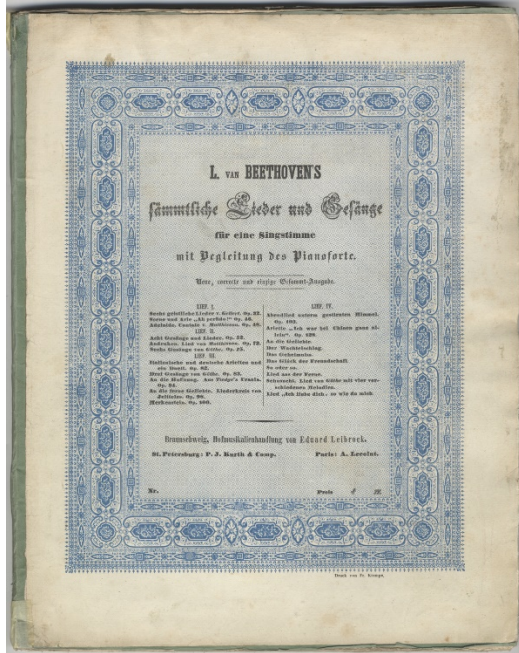 L. VAN BEETHOVEN'S
sämmtliche Lieder und Gesänge
für eine Singstimme
mit Begleitung des Pianoforte.
Neue, correcte und einzige Gesammt-Ausgabe.
LIEF. I.
Sechs geistliche Lieder v. Gellert. Op. 32.
Scene und Arie „Ah perfido!" Op. 46.
Adelaide. Cantate v. Matthisson. Op. 46.
LIEF. II.
Acht Gesänge und Lieder. Op. 52.
Andenken. Lied von Matthisson.
Sechs Gesänge von Göthe. Op. 75.
LIEF. III.
Italienische und deutsche Arietten und
ein Duett. Op. 82.
Drei Gesänge von Göthe. Op. 83.
An die Hoffnung. Aus Tiedge's Urania.
Op. 94.
An die ferne Geliebte. Liederkreis von
Jeitteles. Op. 98.
Merkenstein. Op. 100.
LIEF. IV.
Abendlied unterm gestirnten Himmel.
Op. 103.
Ariette „Ich war bei Chloen ganz al-
lein". Op. 128.
An die Geliebte.
Der Wachtelschlag.
Das Geheimniss.
Das Glück der Freundschaft.
So oder so.
Lied aus der Ferne.
Sehnsucht, Lied von Göthe mit vier ver-
schiedenen Melodien.
Lied „Ich liebe dich, so wie du mich.
Braunschweig, Hofmusikalienhandlung von Eduard Leibrock.
St. Petersburg: P. J. Karth & Comp. Paris: A. Lecoint.
Nr. Preis
Druck von Fr. Krampe.